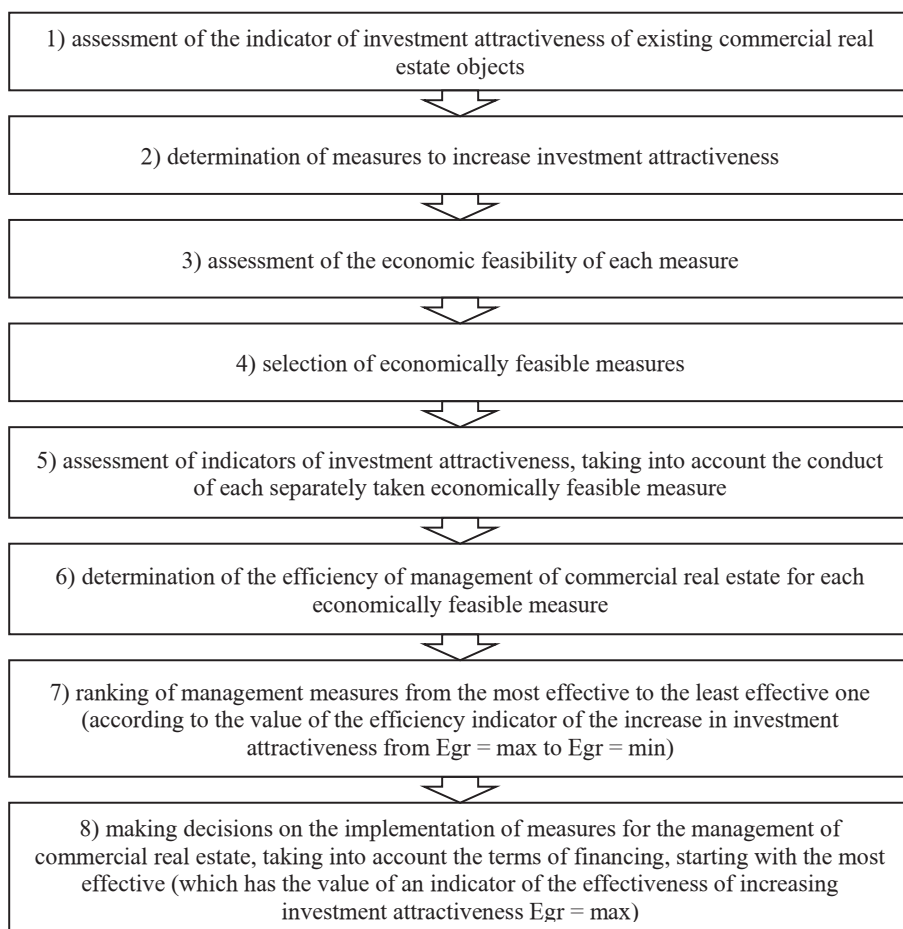 1) assessment of the indicator of investment attractiveness of existing commercial real
estate objects
2) determination of measures to increase investment attractiveness
3) assessment of the economic feasibility of each measure
4) selection of economically feasible measures
5) assessment of indicators of investment attractiveness, taking into account the conduct
of each separately taken economically feasible measure
6) determination of the efficiency of management of commercial real estate for each
economically feasible measure
7) ranking of management measures from the most effective to the least effective one
(according to the value of the efficiency indicator of the increase in investment
attractiveness from Egr = max to Egr = min)
8) making decisions on the implementation of measures for the management of
commercial real estate, taking into account the terms of financing, starting with the most
effective (which has the value of an indicator of the effectiveness of increasing
investment attractiveness Egr = max)